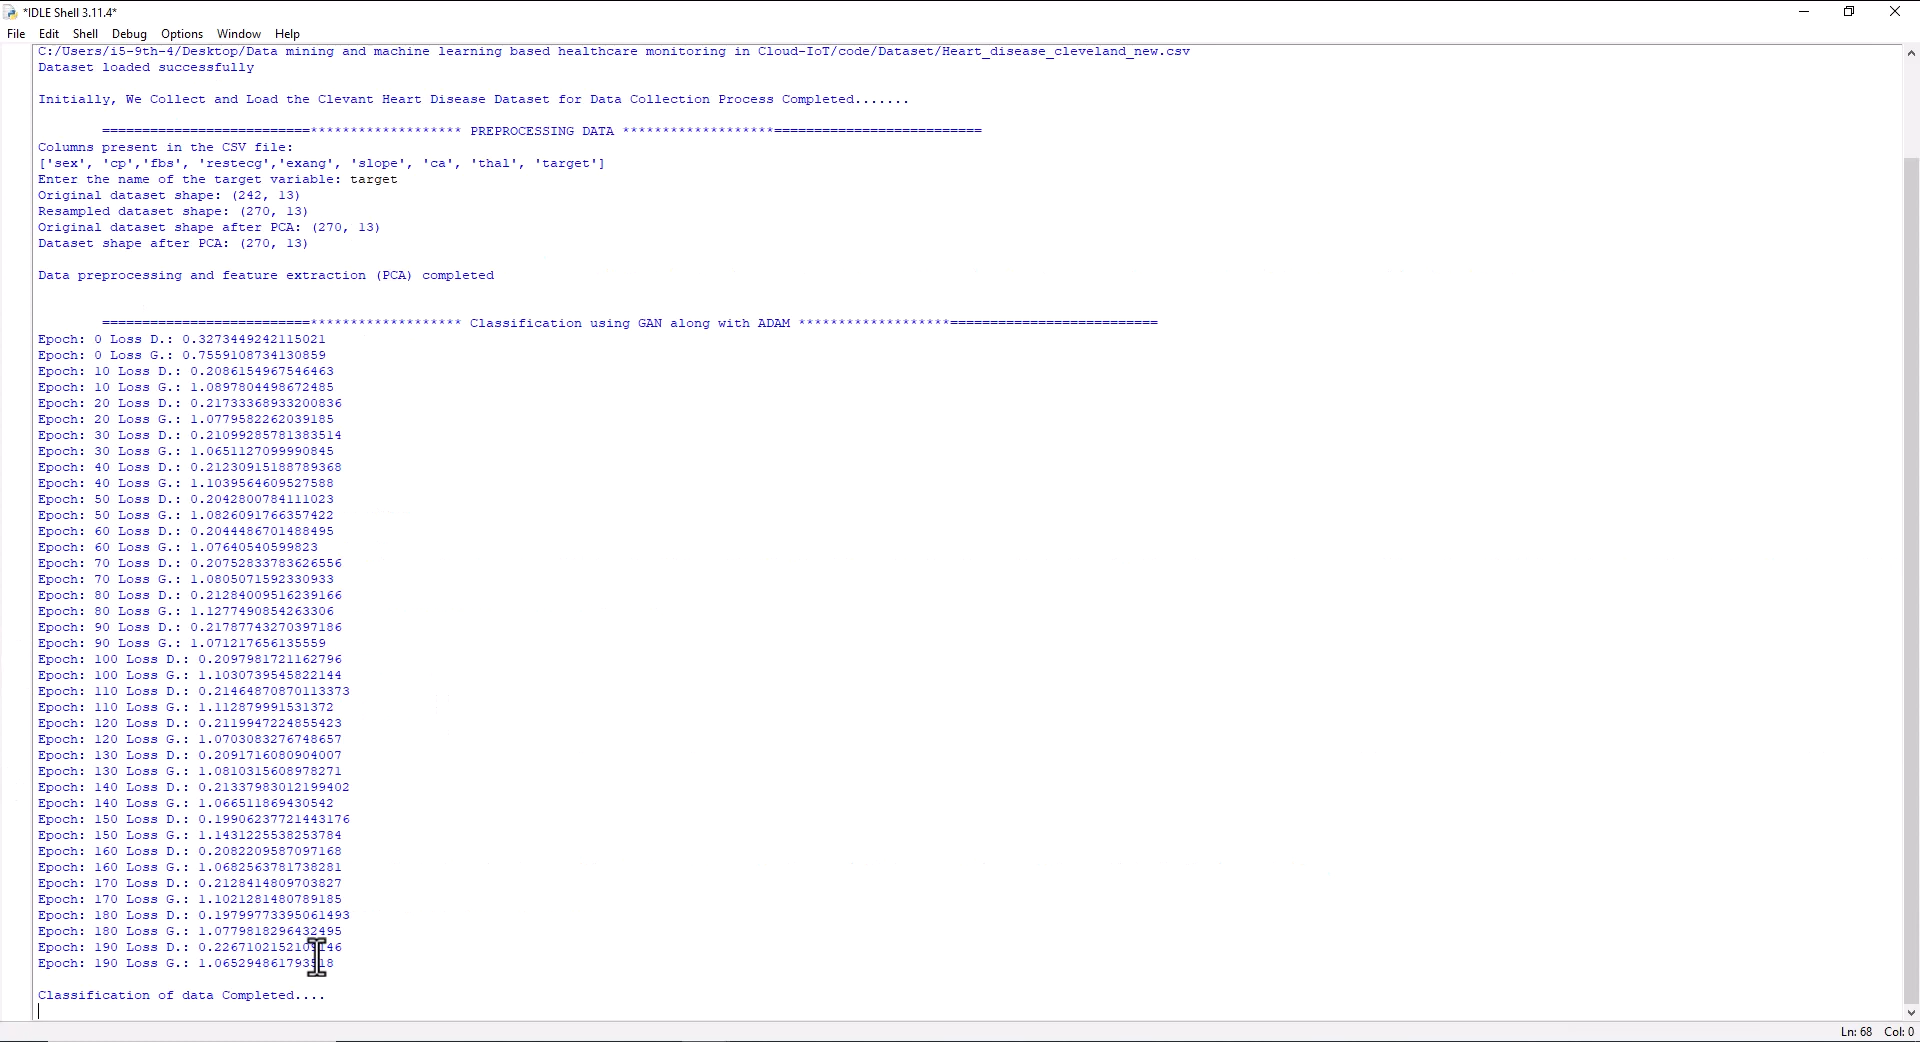 *IDLE Shell 3.11.4*
File Edit Shell Debug Options Window Help
C:/Users/i5-9th-4/Desktop/Data mining and machine learning based healthcare monitoring in Cloud-IoT/code/Dataset/Heart_disease_cleveland_new.csv
Dataset loaded successfully
Initially, We Collect and Load the Clevant Heart Disease Dataset for Data Collection Process Completed.......
==========================******************* PREPROCESSING DATA *******************==========================
Columns present in the CSV file:
['sex', 'cp','fbs', 'restecg','exang', 'slope', 'ca', 'thal', 'target']
Enter the name of the target variable: target
Original dataset shape: (242, 13)
Resampled dataset shape: (270, 13)
Original dataset shape after PCA: (270, 13)
Dataset shape after PCA: (270, 13)
Data preprocessing and feature extraction (PCA) completed
==========================******************* Classification using GAN along with ADAM *******************==========================
Epoch: 0 Loss D.: 0.3273449242115021
Epoch: 0 Loss G.: 0.7559108734130859
Epoch: 10 Loss D.: 0.2086154967546463
Epoch: 10 Loss G.: 1.0897804498672485
Epoch: 20 Loss D.: 0.21733368933200836
Epoch: 20 Loss G.: 1.0779582262039185
Epoch: 30 Loss D.: 0.21099285781383514
Epoch: 30 Loss G.: 1.0651127099990845
Epoch: 40 Loss D.: 0.21230915188789368
Epoch: 40 Loss G.: 1.1039564609527588
Epoch: 50 Loss D.: 0.2042800784111023
Epoch: 50 Loss G.: 1.0826091766357422
Epoch: 60 Loss D.: 0.2044486701488495
Epoch: 60 Loss G.: 1.07640540599823
Epoch: 70 Loss D.: 0.20752833783626556
Epoch: 70 Loss G.: 1.0805071592330933
Epoch: 80 Loss D.: 0.21284009516239166
Epoch: 80 Loss G.: 1.1277490854263306
Epoch: 90 Loss D.: 0.21787743270397186
Epoch: 90 Loss G.: 1.071217656135559
Epoch: 100 Loss D.: 0.2097981721162796
Epoch: 100 Loss G.: 1.1030739545822144
Epoch: 110 Loss D.: 0.21464870870113373
Epoch: 110 Loss G.: 1.112879991531372
Epoch: 120 Loss D.: 0.2119947224855423
Epoch: 120 Loss G.: 1.0703083276748657
Epoch: 130 Loss D.: 0.2091716080904007
Epoch: 130 Loss G.: 1.0810315608978271
Epoch: 140 Loss D.: 0.21337983012199402
Epoch: 140 Loss G.: 1.066511869430542
Epoch: 150 Loss D.: 0.19906237721443176
Epoch: 150 Loss G.: 1.1431225538253784
Epoch: 160 Loss D.: 0.2082209587097168
Epoch: 160 Loss G.: 1.0682563781738281
Epoch: 170 Loss D.: 0.2128414809703827
Epoch: 170 Loss G.: 1.1021281480789185
Epoch: 180 Loss D.: 0.19799773395061493
Epoch: 180 Loss G.: 1.0779818296432495
Epoch: 190 Loss D.:
Epoch: 190 Loss G.:
Classification of data Completed....
Ln: 68 Col: 0